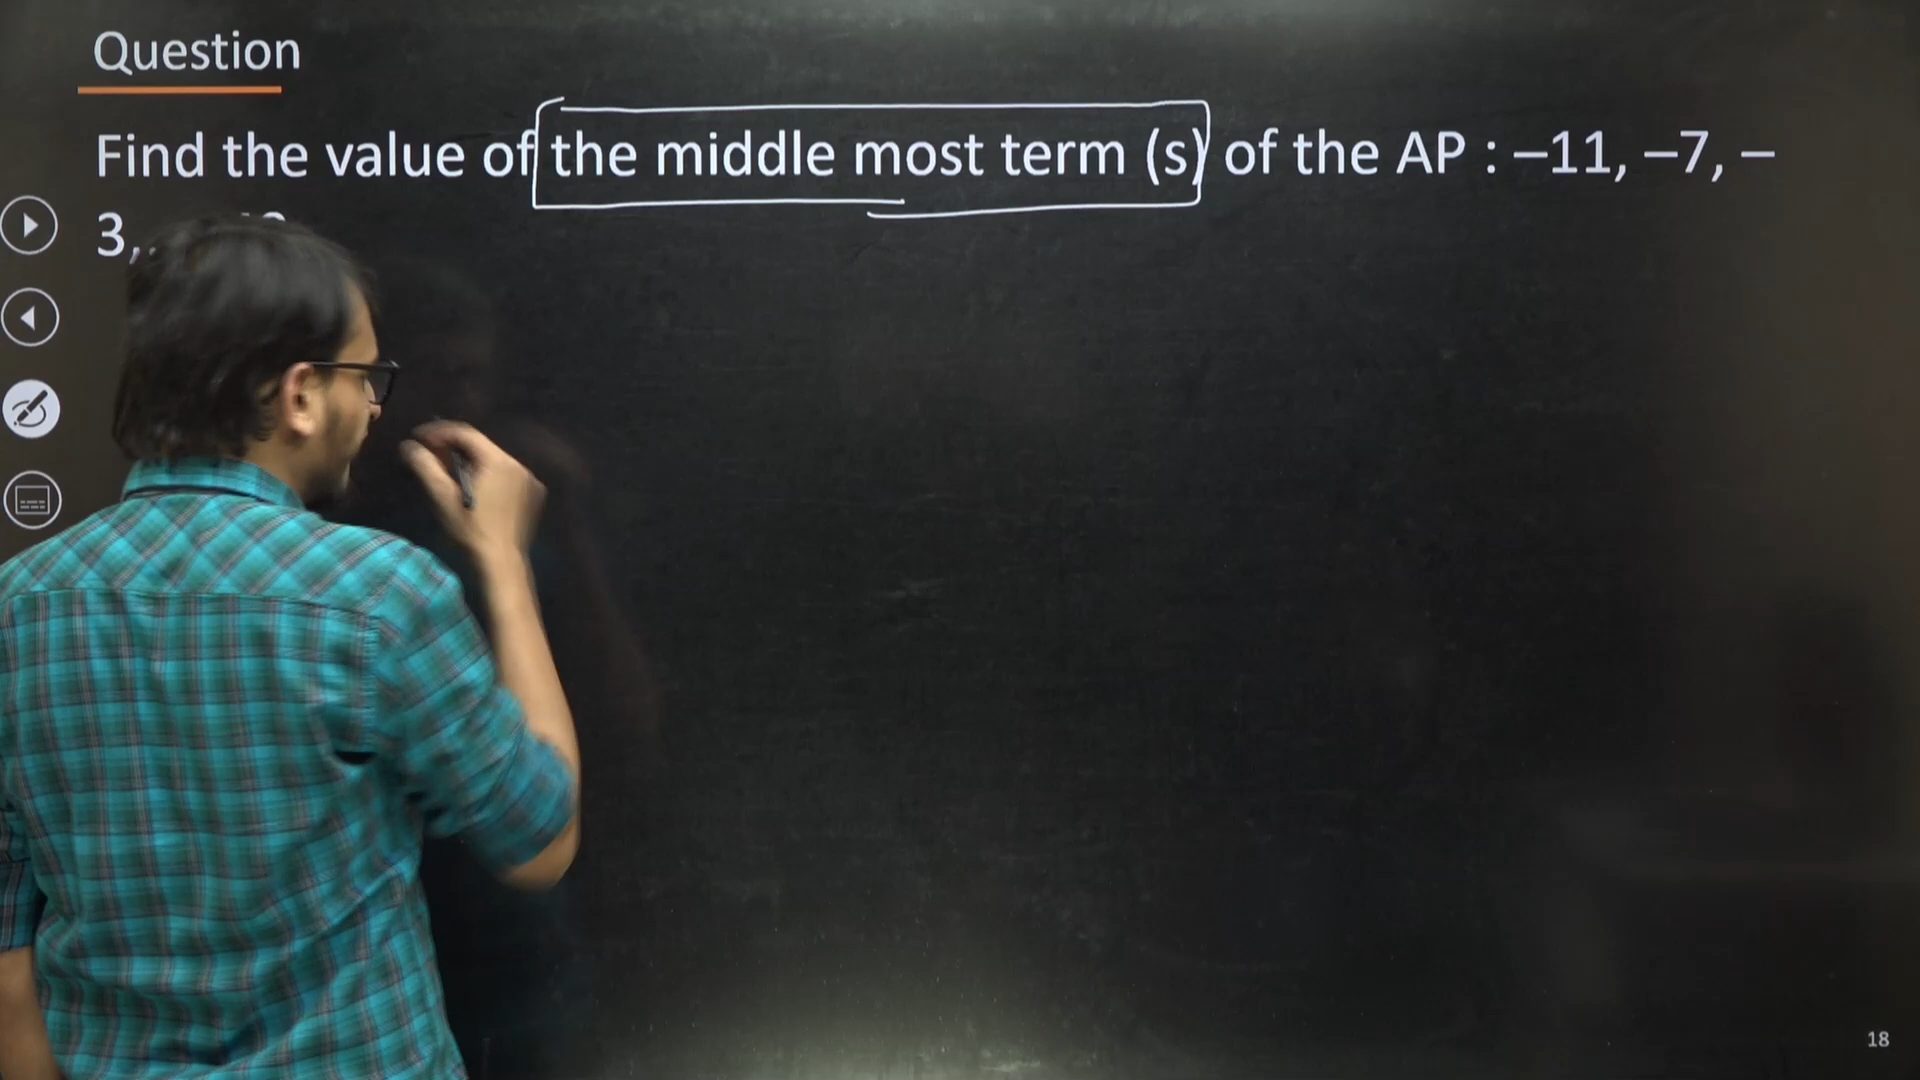 Question
Find the value of the middle most term (s) of the AP : –11, –7, –
3,
18